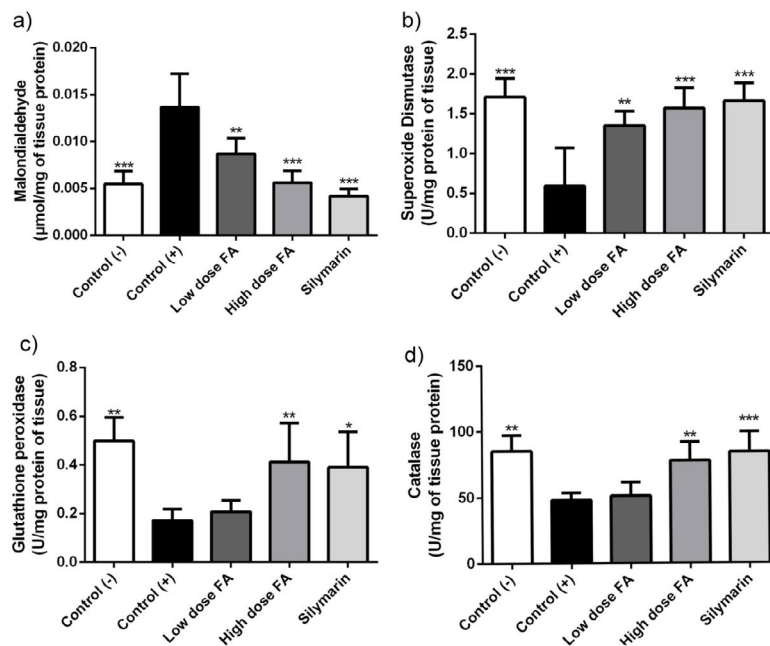 a)
Malondialdehyde
(µmol/mg of tissue protein)
0.020
0.015
0.010
0.005
0.000
***
**
***
***
Control (-)
Control (+)
Low dose FA
High dose FA
Silymarin
b)
Superoxide Dismutase
(U/mg protein of tissue)
2.0
1.5
1.0
0.5
0.0
***
**
***
***
Control (-)
Control (+)
Low dose FA
High dose FA
Silymarin
c)
Glutathione peroxidase
(U/mg protein of tissue)
0.8
0.6
0.4
0.2
0.0
**
**
*
Control (-)
Control (+)
Low dose FA
High dose FA
Silymarin
d)
Catalase
(U/mg of tissue protein)
150
100
50
0
**
**
***
Control (-)
Control (+)
Low dose FA
High dose FA
Silymarin